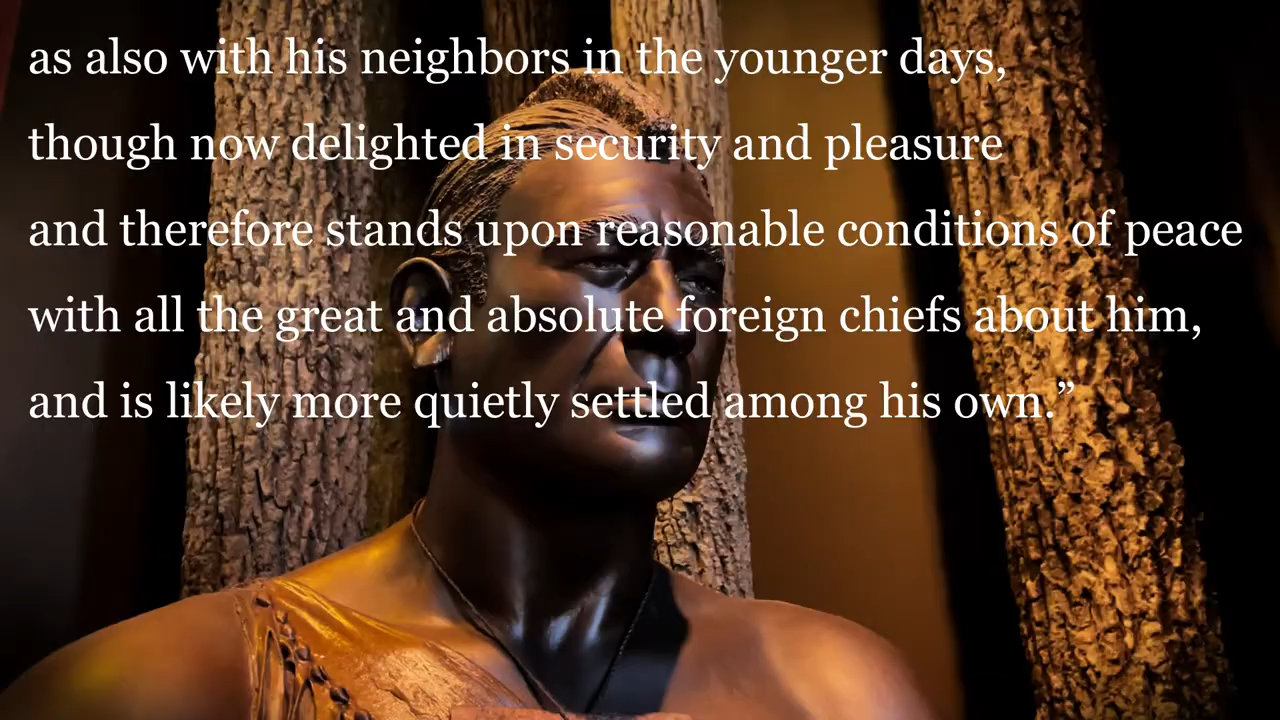 as also with his neighbors in the younger days,
though now delighted in security and pleasure
and therefore stands upon reasonable conditions of peace
with all the great and absolute foreign chiefs about him,
and is likely more quietly settled among his own.”